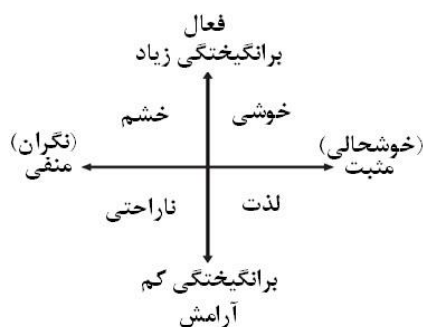 فعال
برانگیختگی زیاد
خوشی
خشم
(خوشحالی)
مثبت
(نگران)
منفی
لذت
ناراحتی
برانگیختگی کم
آرامش